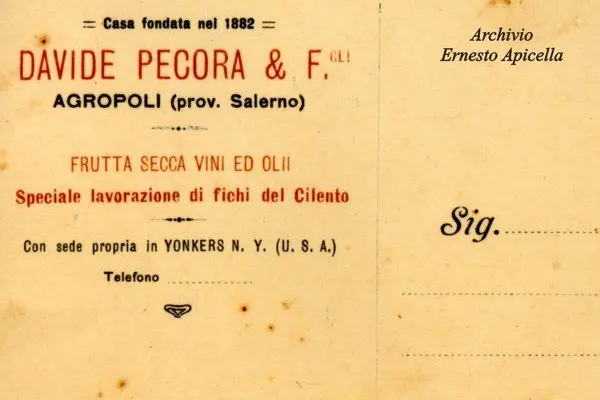 = Casa fondata nel 1882 =
DAVIDE PECORA & F.GLI
AGROPOLI (prov. Salerno)
FRUTTA SECCA VINI ED OLII
Speciale lavorazione di fichi del Cilento
Con sede propria in YONKERS N. Y. (U. S. A.)
Telefono
Archivio
Ernesto Apicella
Sig.